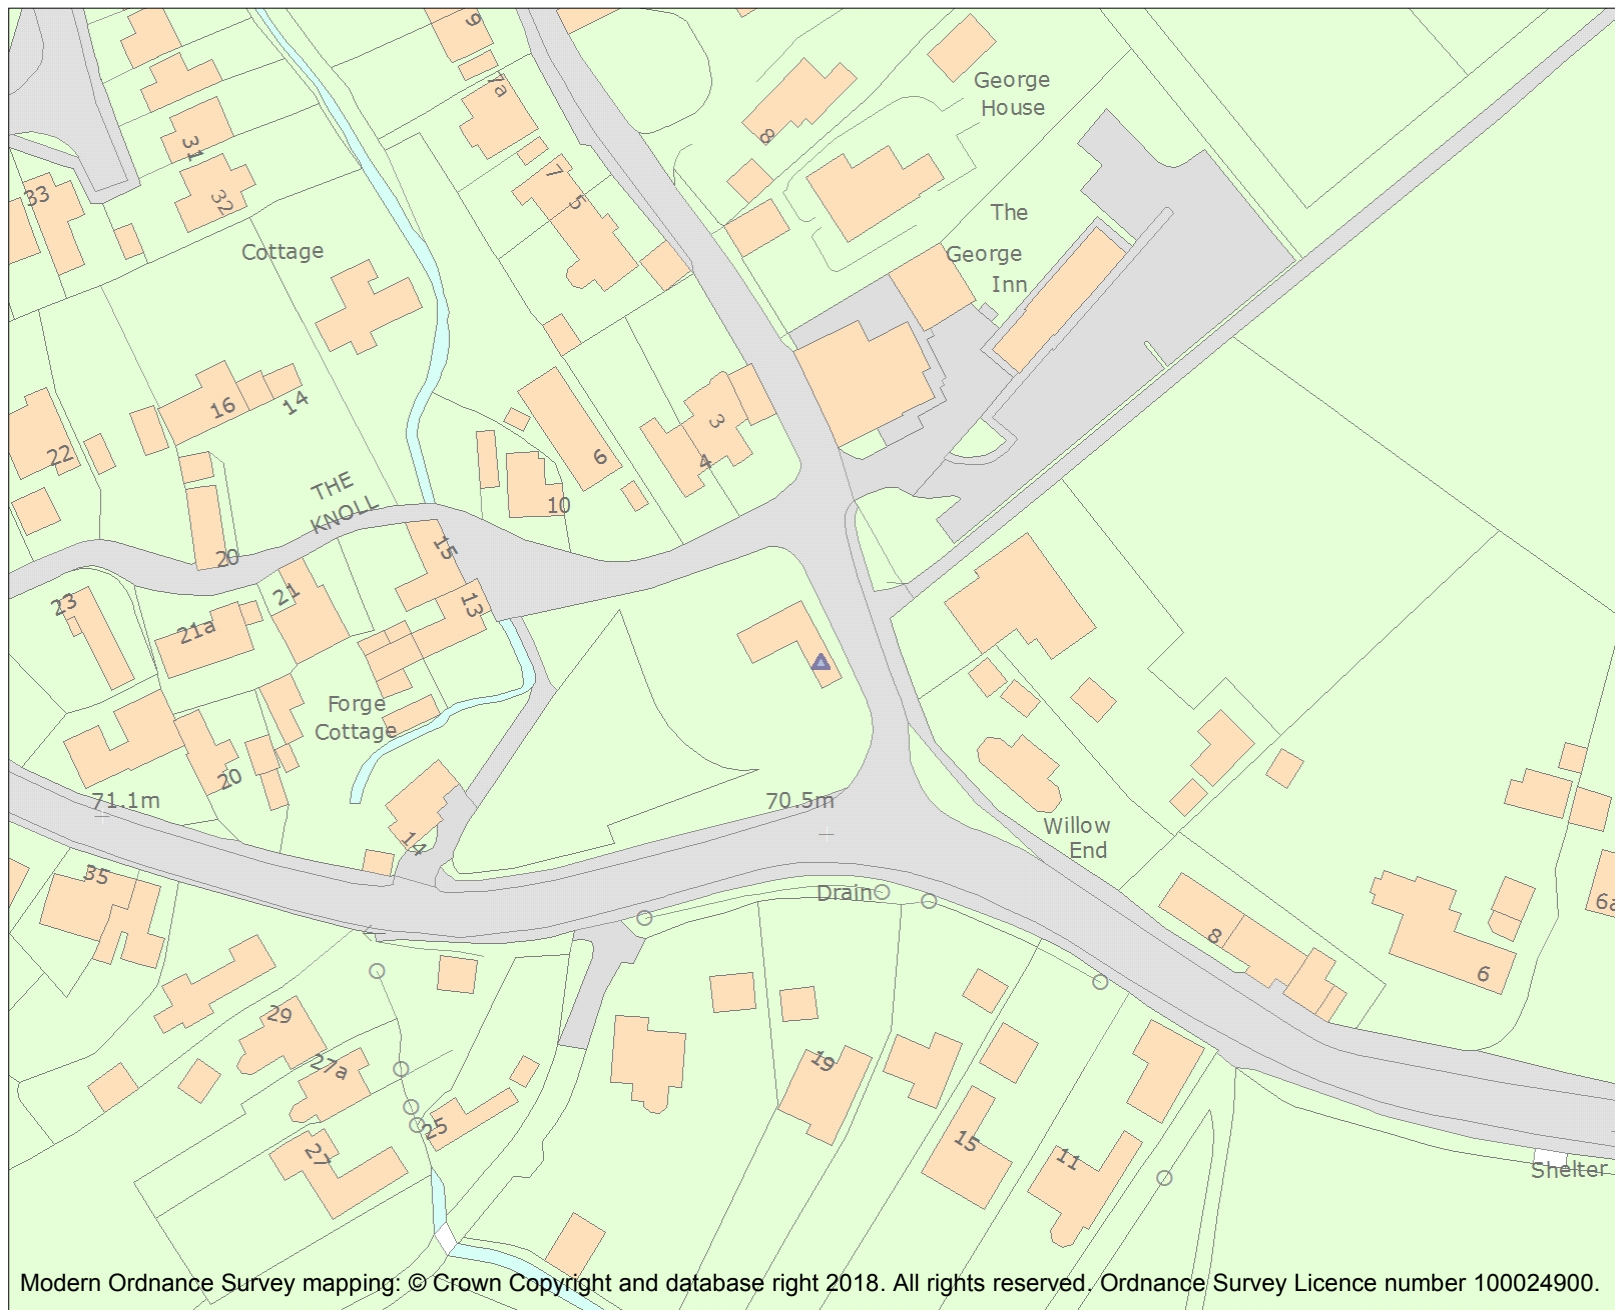 9
7a
George
House
8
31
7
33
32
5
The
Cottage
George
Inn
16
14
3
22
6
4
THE
KNOLL
10
15
20
21
23
13
21a
Forge
Cottage
20
71.1m
70.5m
Willow
End
14
35
Drain
6a
8
6
29
27a
19
25
15
27
11
Shelter
Modern Ordnance Survey mapping: © Crown Copyright and database right 2018. All rights reserved. Ordnance Survey Licence number 100024900.